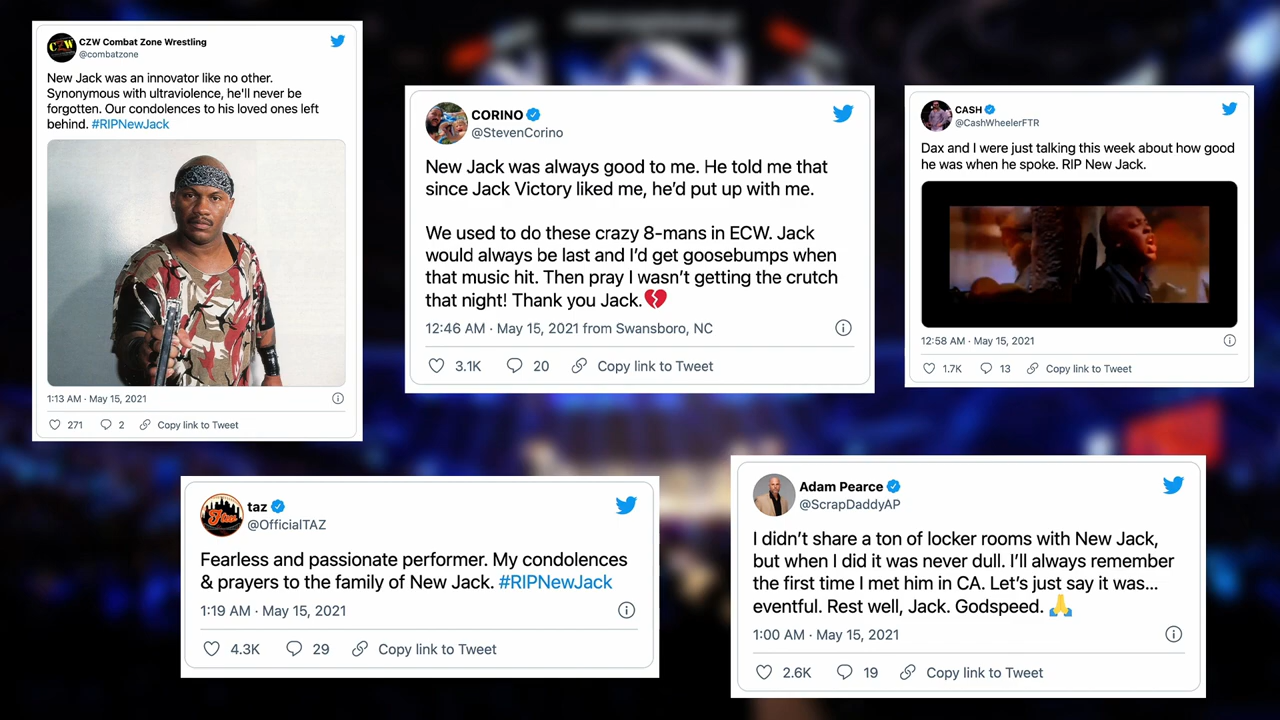 CZW Combat Zone Wrestling
@combatzone
New Jack was an innovator like no other.
Synonymous with ultraviolence, he'll never be
forgotten. Our condolences to his loved ones left
behind. #RIPNewJack
1:13 AM · May 15, 2021
271 2 Copy link to Tweet
CORINO
@StevenCorino
New Jack was always good to me. He told me that
since Jack Victory liked me, he’d put up with me.
We used to do these crazy 8-mans in ECW. Jack
would always be last and I’d get goosebumps when
that music hit. Then pray I wasn’t getting the crutch
that night! Thank you Jack.💔
12:46 AM · May 15, 2021 from Swansboro, NC
3.1K 20 Copy link to Tweet
CASH
@CashWheelerFTR
Dax and I were just talking this week about how good
he was when he spoke. RIP New Jack.
12:58 AM · May 15, 2021
1.7K 13 Copy link to Tweet
taz
@OfficialTAZ
Fearless and passionate performer. My condolences
& prayers to the family of New Jack. #RIPNewJack
1:19 AM · May 15, 2021
4.3K 29 Copy link to Tweet
Adam Pearce
@ScrapDaddyAP
I didn’t share a ton of locker rooms with New Jack,
but when I did it was never dull. I’ll always remember
the first time I met him in CA. Let’s just say it was...
eventful. Rest well, Jack. Godspeed. 🙏
1:00 AM · May 15, 2021
2.6K 19 Copy link to Tweet